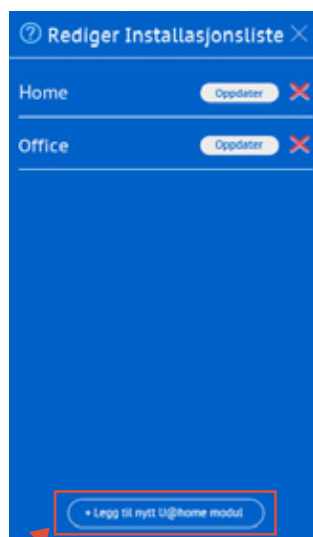 Rediger Installasjonsliste
Home Oppdater
Office Oppdater
+ Legg til nytt U@home modul